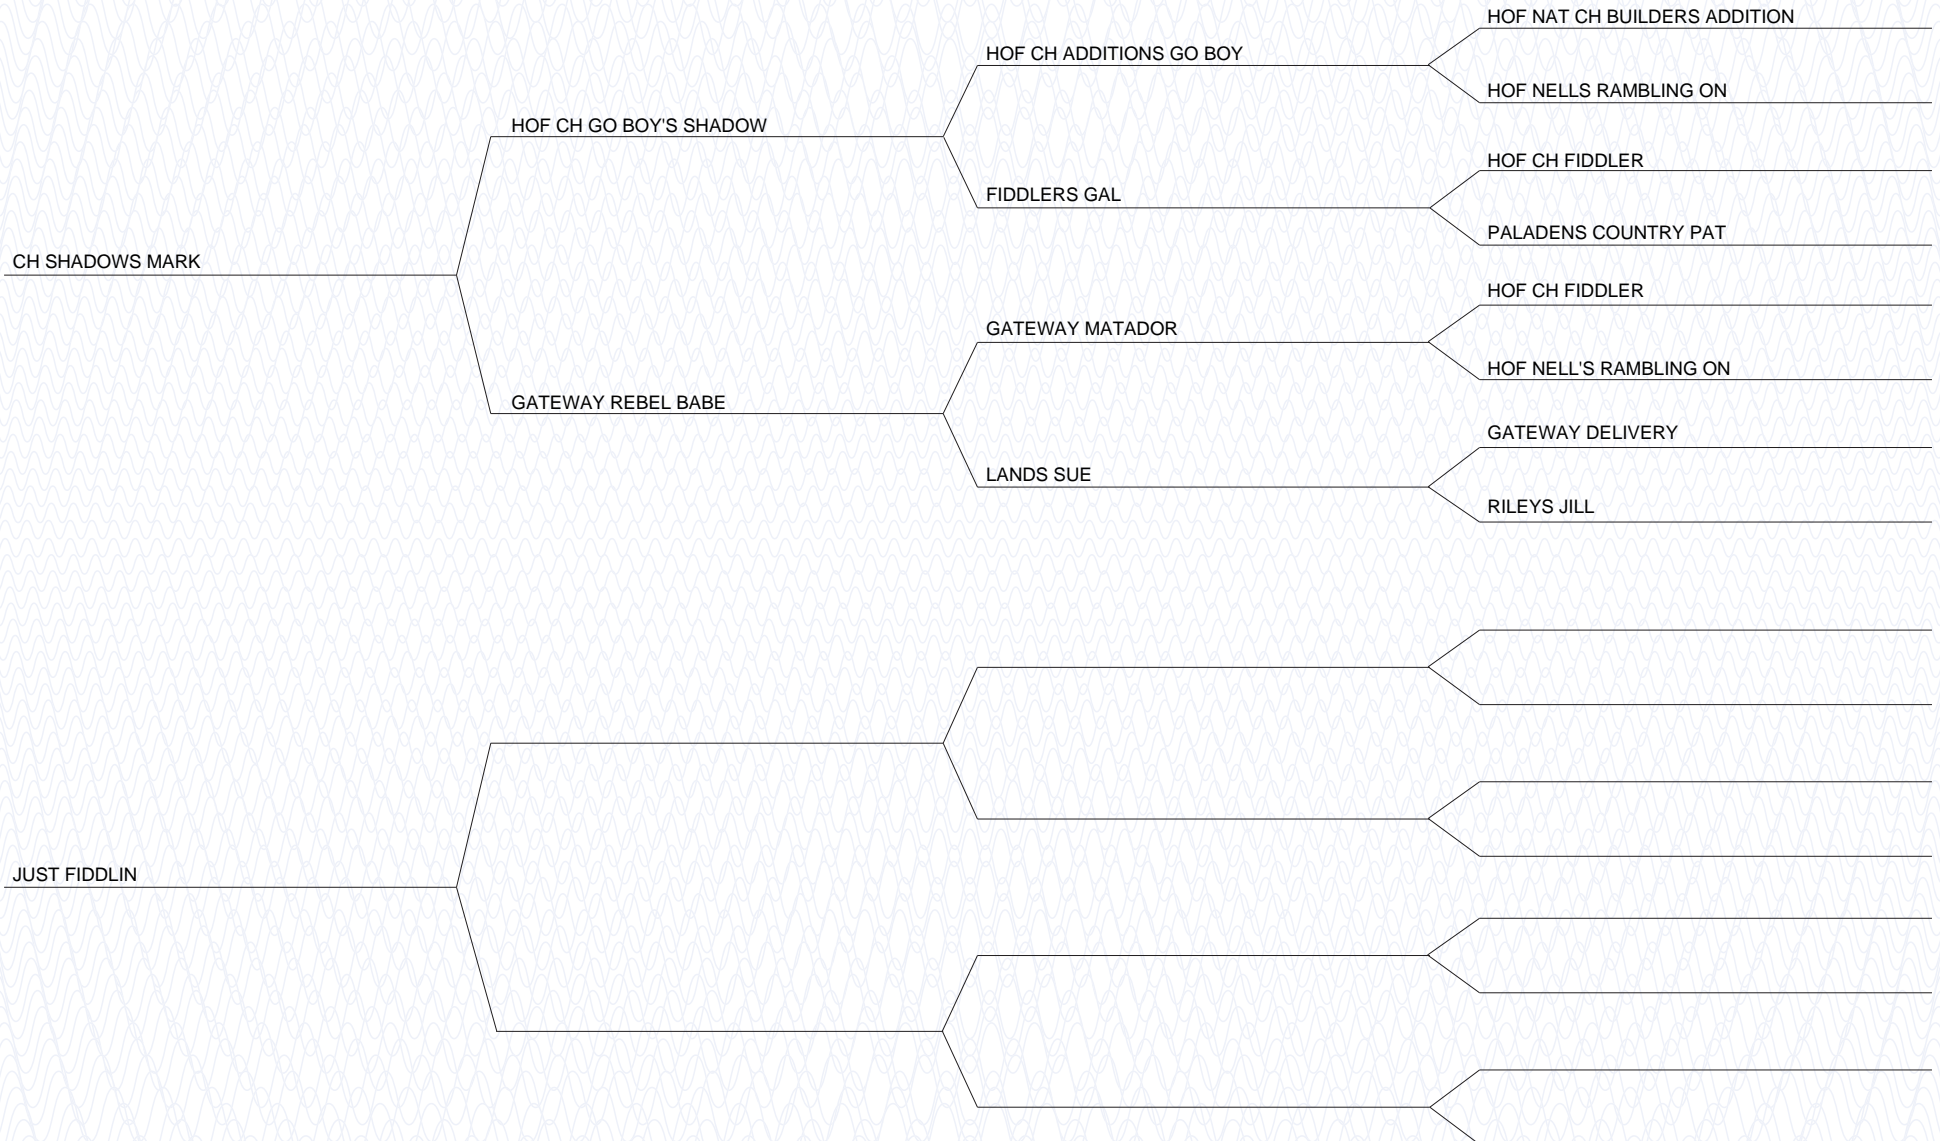 HOF NAT CH BUILDERS ADDITION
HOF CH ADDITIONS GO BOY
HOF NELLS RAMBLING ON
HOF CH GO BOY'S SHADOW
HOF CH FIDDLER
FIDDLERS GAL
PALADENS COUNTRY PAT
CH SHADOWS MARK
HOF CH FIDDLER
GATEWAY MATADOR
HOF NELL'S RAMBLING ON
GATEWAY REBEL BABE
GATEWAY DELIVERY
LANDS SUE
RILEYS JILL
JUST FIDDLIN